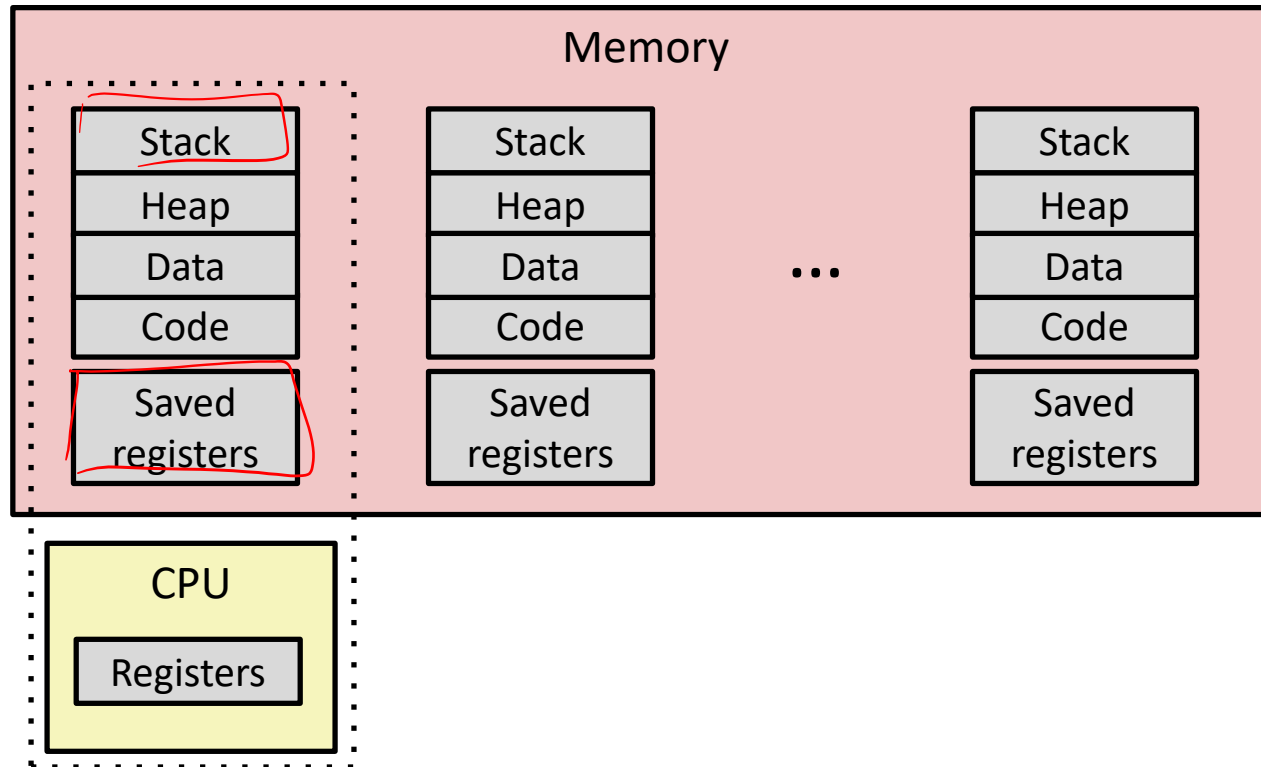 Memory
Stack Stack Stack
Heap Heap Heap
Data Data ... Data
Code Code Code
Saved Saved Saved
registers registers registers
CPU
Registers